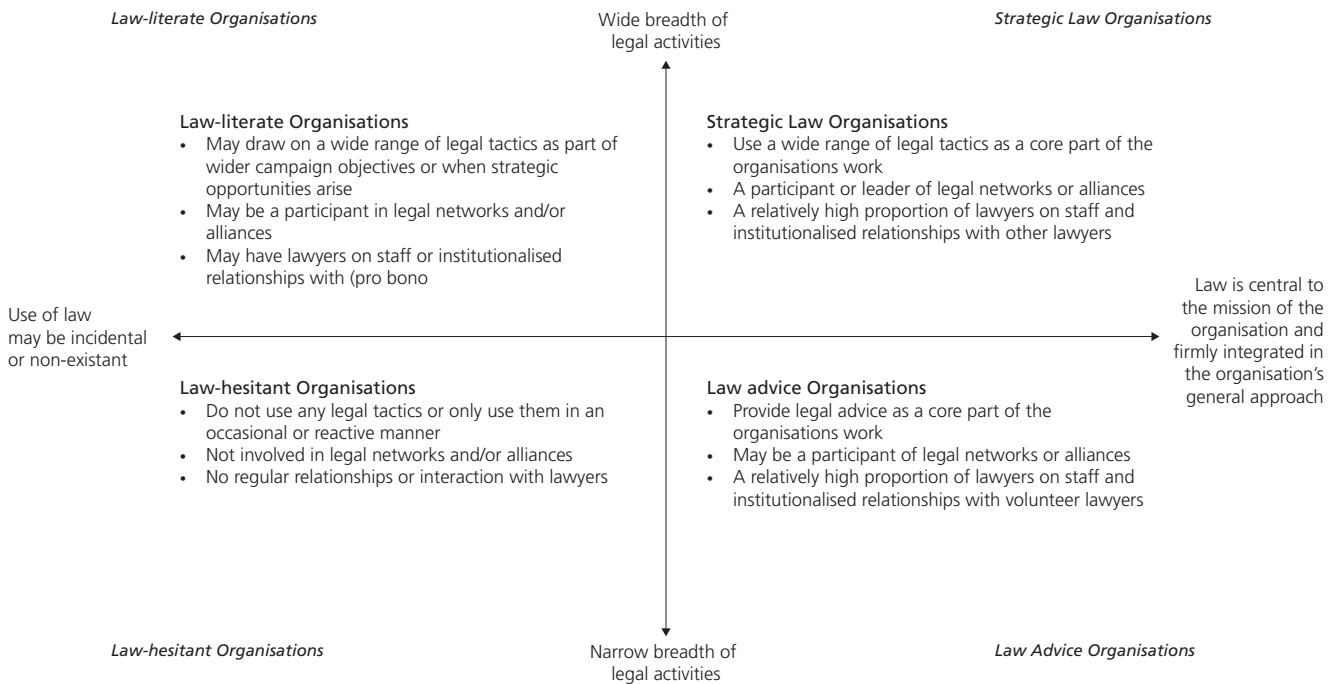 Law-literate Organisations
Wide breadth of
legal activities
Strategic Law Organisations
Law-literate Organisations
• May draw on a wide range of legal tactics as part of
wider campaign objectives or when strategic
opportunities arise
• May be a participant in legal networks and/or
alliances
• May have lawyers on staff or institutionalised
relationships with (pro bono
Strategic Law Organisations
• Use a wide range of legal tactics as a core part of the
organisations work
• A participant or leader of legal networks or alliances
• A relatively high proportion of lawyers on staff and
institutionalised relationships with other lawyers
Use of law
may be incidental
or non-existant
Law is central to
the mission of the
organisation and
firmly integrated in
the organisation’s
general approach
Law-hesitant Organisations
• Do not use any legal tactics or only use them in an
occasional or reactive manner
• Not involved in legal networks and/or alliances
• No regular relationships or interaction with lawyers
Law advice Organisations
• Provide legal advice as a core part of the
organisations work
• May be a participant of legal networks or alliances
• A relatively high proportion of lawyers on staff and
institutionalised relationships with volunteer lawyers
Law-hesitant Organisations
Narrow breadth of
legal activities
Law Advice Organisations